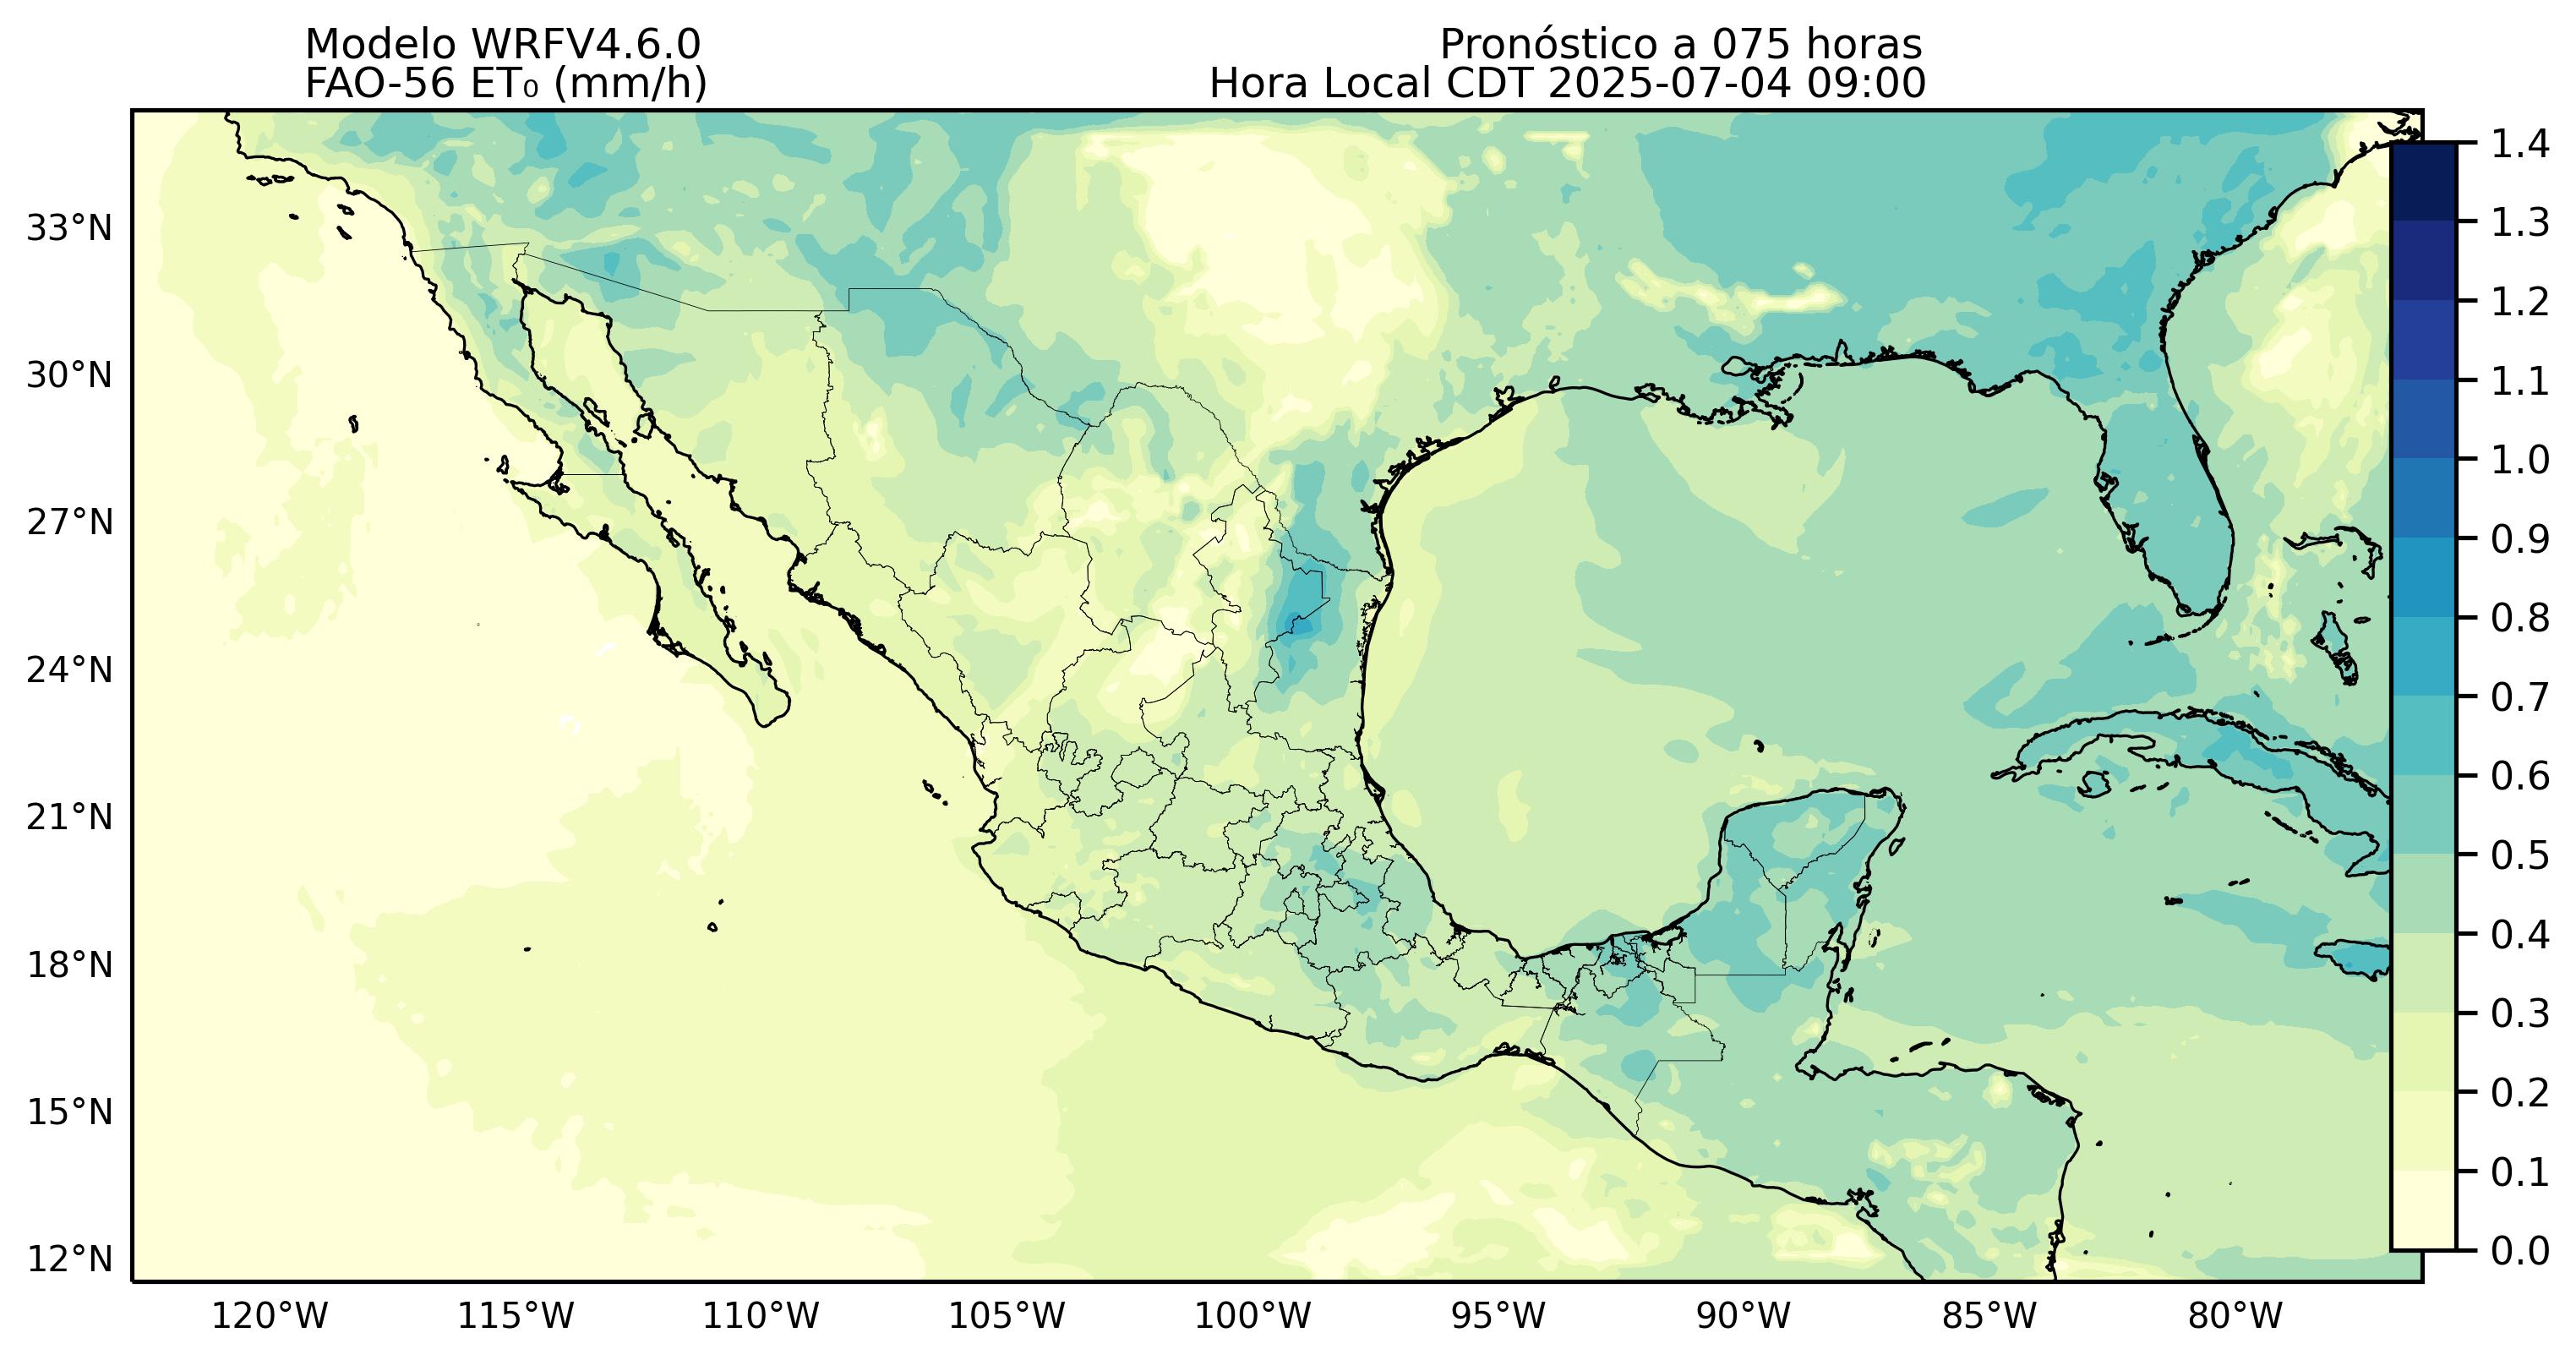 Modelo WRFV4.6.0
FAO-56 ET₀ (mm/h)
Pronóstico a 075 horas
Hora Local CDT 2025-07-04 09:00
33°N
30°N
27°N
24°N
21°N
18°N
15°N
12°N
120°W
115°W
110°W
105°W
100°W
95°W
90°W
85°W
80°W
1.4
1.3
1.2
1.1
1.0
0.9
0.8
0.7
0.6
0.5
0.4
0.3
0.2
0.1
0.0